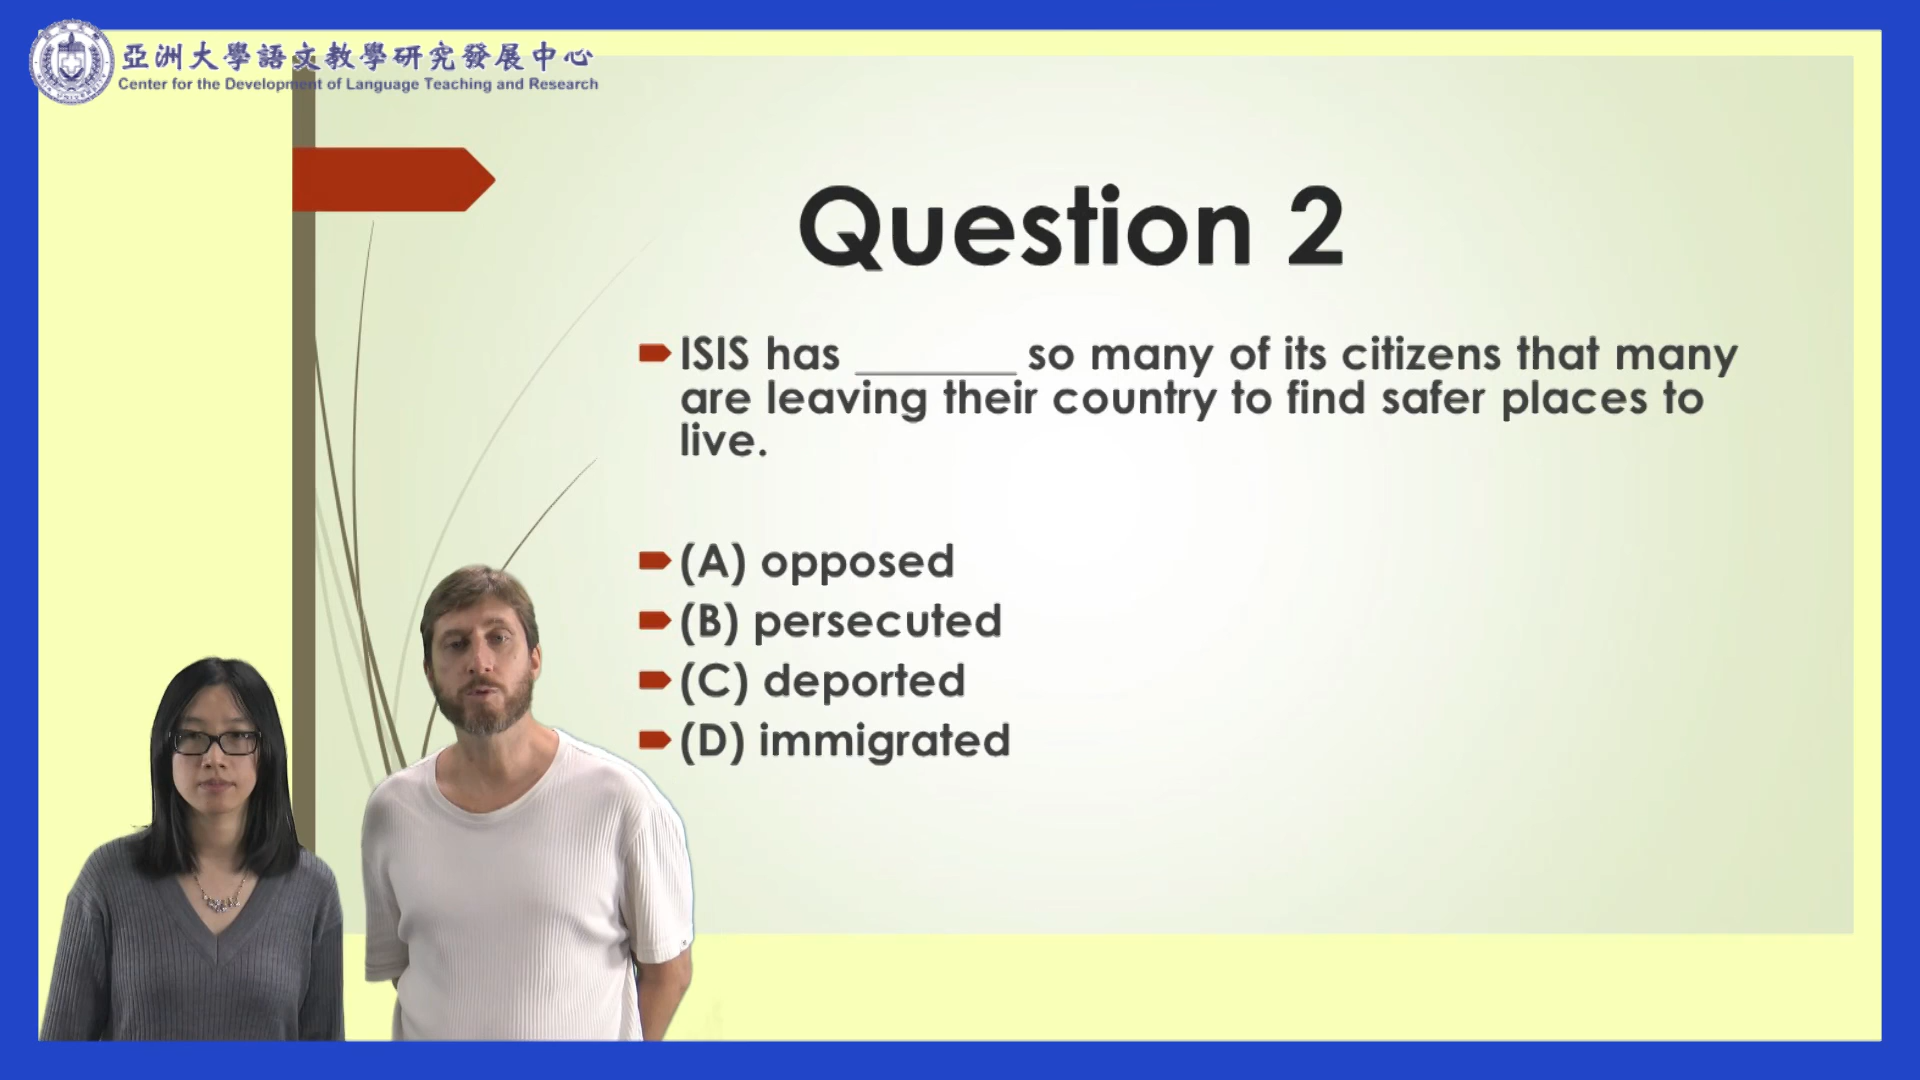 亞洲大學語文教學研究發展中心
Center for the Development of Language Teaching and Research
Question 2
ISIS has ________ so many of its citizens that many
are leaving their country to find safer places to
live.
(A) opposed
(B) persecuted
(C) deported
(D) immigrated